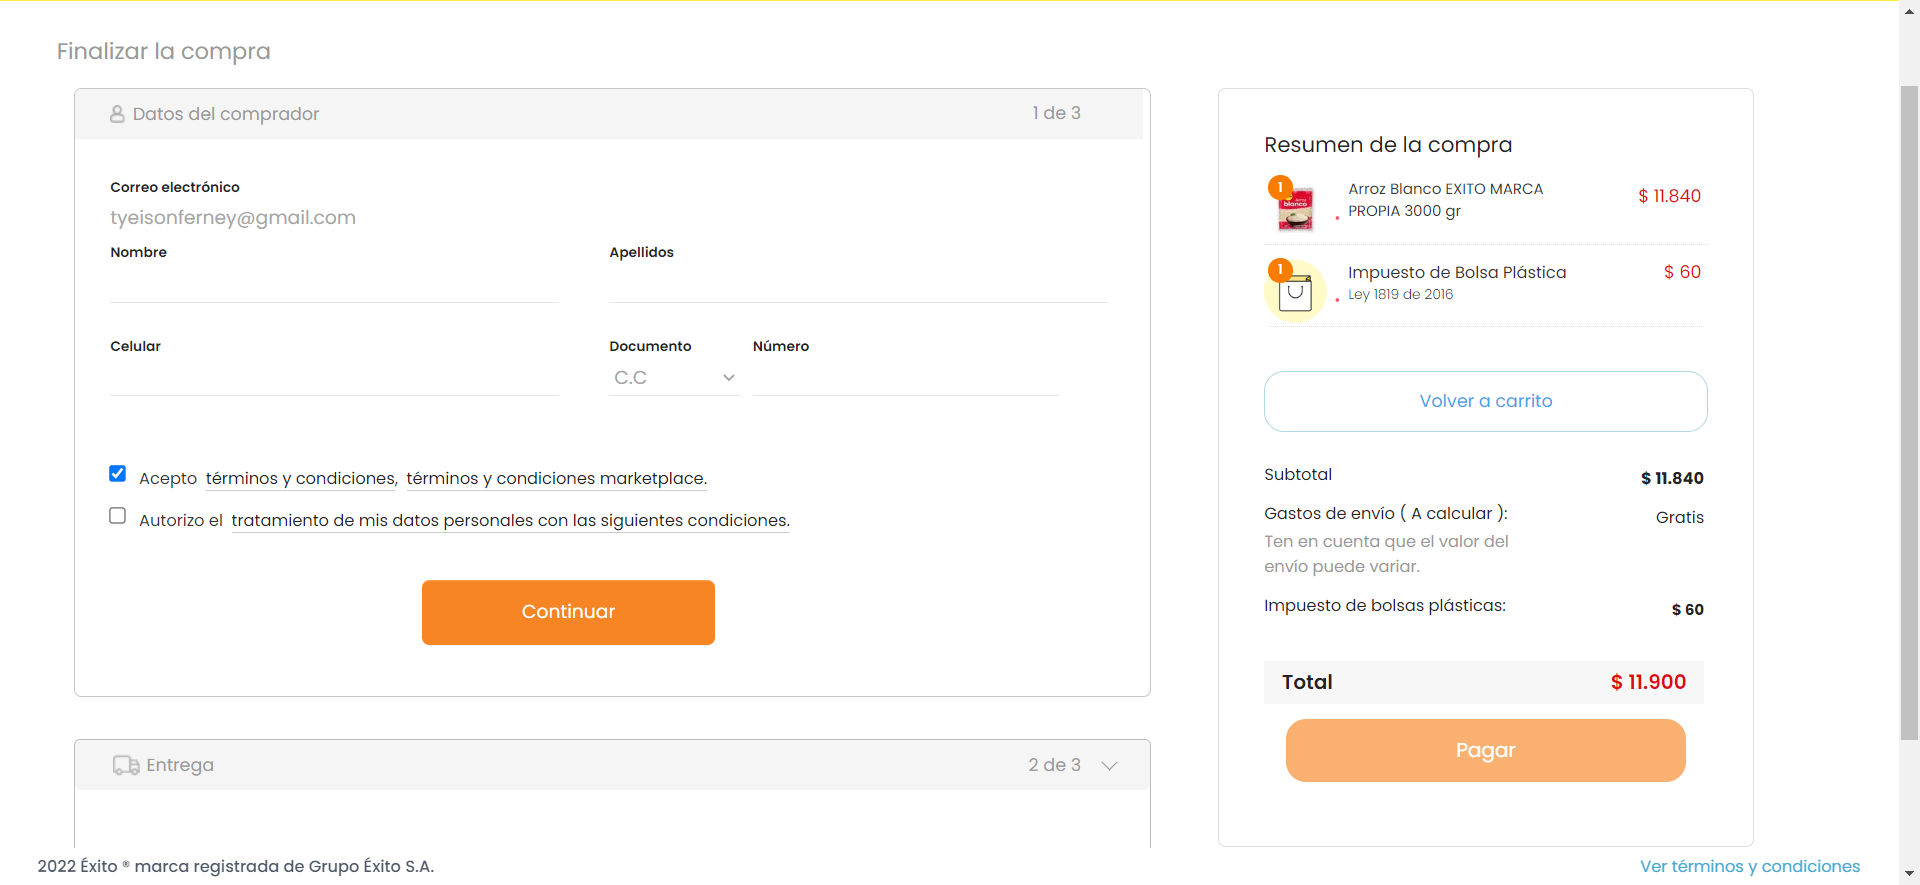 Finalizar la compra
Datos del comprador
1 de 3
Correo electrónico
tyeisonferney@gmail.com
Nombre
Apellidos
Celular
Documento
Número
C.C
Acepto términos y condiciones, términos y condiciones marketplace.
Autorizo el tratamiento de mis datos personales con las siguientes condiciones.
Continuar
Entrega
2 de 3
Resumen de la compra
1
Arroz
blanco
Arroz Blanco EXITO MARCA
PROPIA 3000 gr
$ 11.840
1
Impuesto de Bolsa Plástica
$ 60
Ley 1819 de 2016
Volver a carrito
Subtotal
$ 11.840
Gastos de envío ( A calcular ):
Gratis
Ten en cuenta que el valor del
envío puede variar.
Impuesto de bolsas plásticas:
$ 60
Total
$ 11.900
Pagar
2022 Éxito ® marca registrada de Grupo Éxito S.A.
Ver términos y condiciones